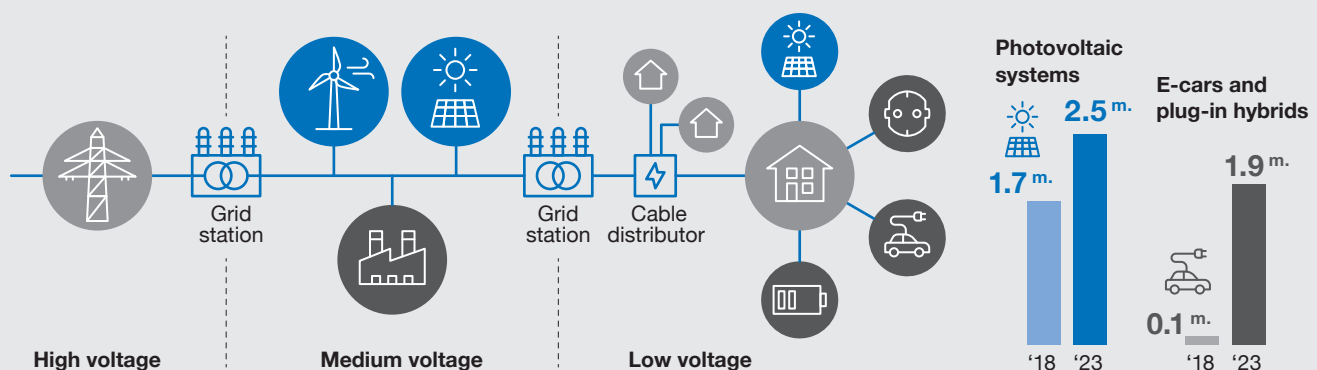 Grid
station
Grid
station
Cable
distributor
High voltage
Medium voltage
Low voltage
Photovoltaic
systems
1.7 m.
2.5 m.
‘18
‘23
E-cars and
plug-in hybrids
0.1 m.
1.9 m.
‘18
‘23